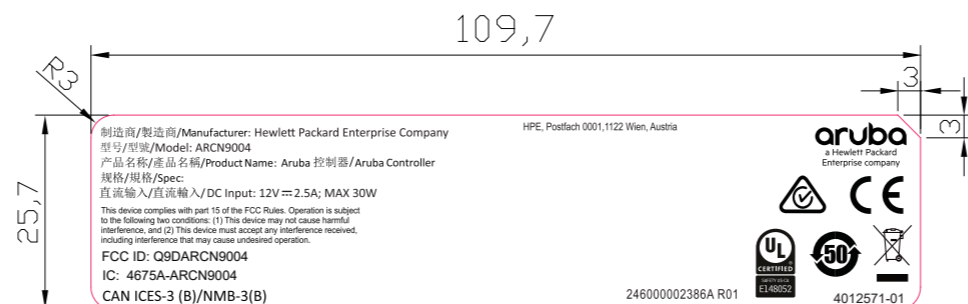 109,7
R3
3
3
25,7
制造商/製造商/Manufacturer: Hewlett Packard Enterprise Company
型号/型號/Model: ARCN9004
产品名称/產品名稱/Product Name: Aruba 控制器/Aruba Controller
规格/規格/Spec:
直流输入/直流輸入/DC Input: 12V⎓2.5A; MAX 30W
This device complies with part 15 of the FCC Rules. Operation is subject
to the following two conditions: (1) This device may not cause harmful
interference, and (2) This device must accept any interference received,
including interference that may cause undesired operation.
FCC ID: Q9DARCN9004
IC: 4675A-ARCN9004
CAN ICES-3 (B)/NMB-3(B)
HPE, Postfach 0001,1122 Wien, Austria
aruba
a Hewlett Packard
Enterprise company
CE
UL
CERTIFIED
SAFETY US CA
E148052
50
246000002386A R01
4012571-01